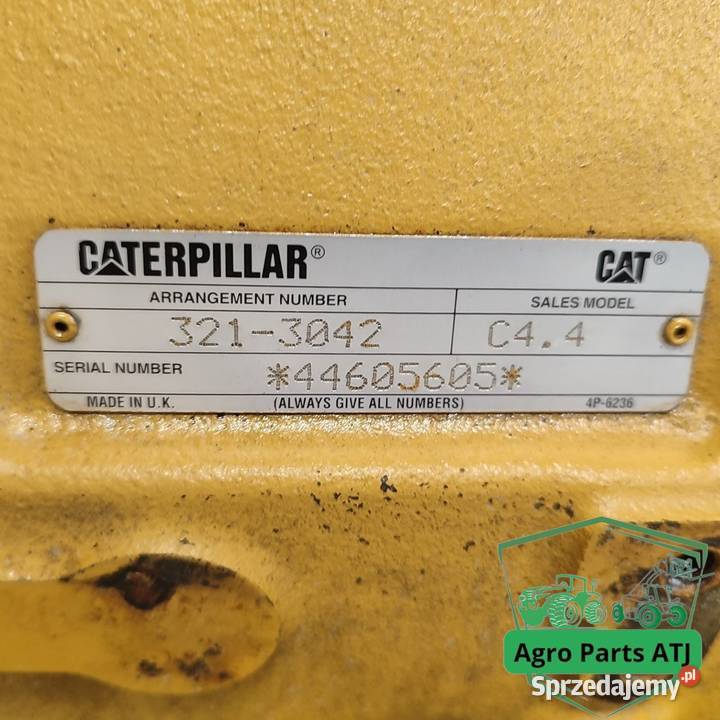 CATERPILLAR® CAT®
ARRANGEMENT NUMBER SALES MODEL
321-3042 C4.4
SERIAL NUMBER *44605605*
MADE IN U.K. (ALWAYS GIVE ALL NUMBERS) 4P-6236
Agro Parts ATJ
Sprzedajemy.pl